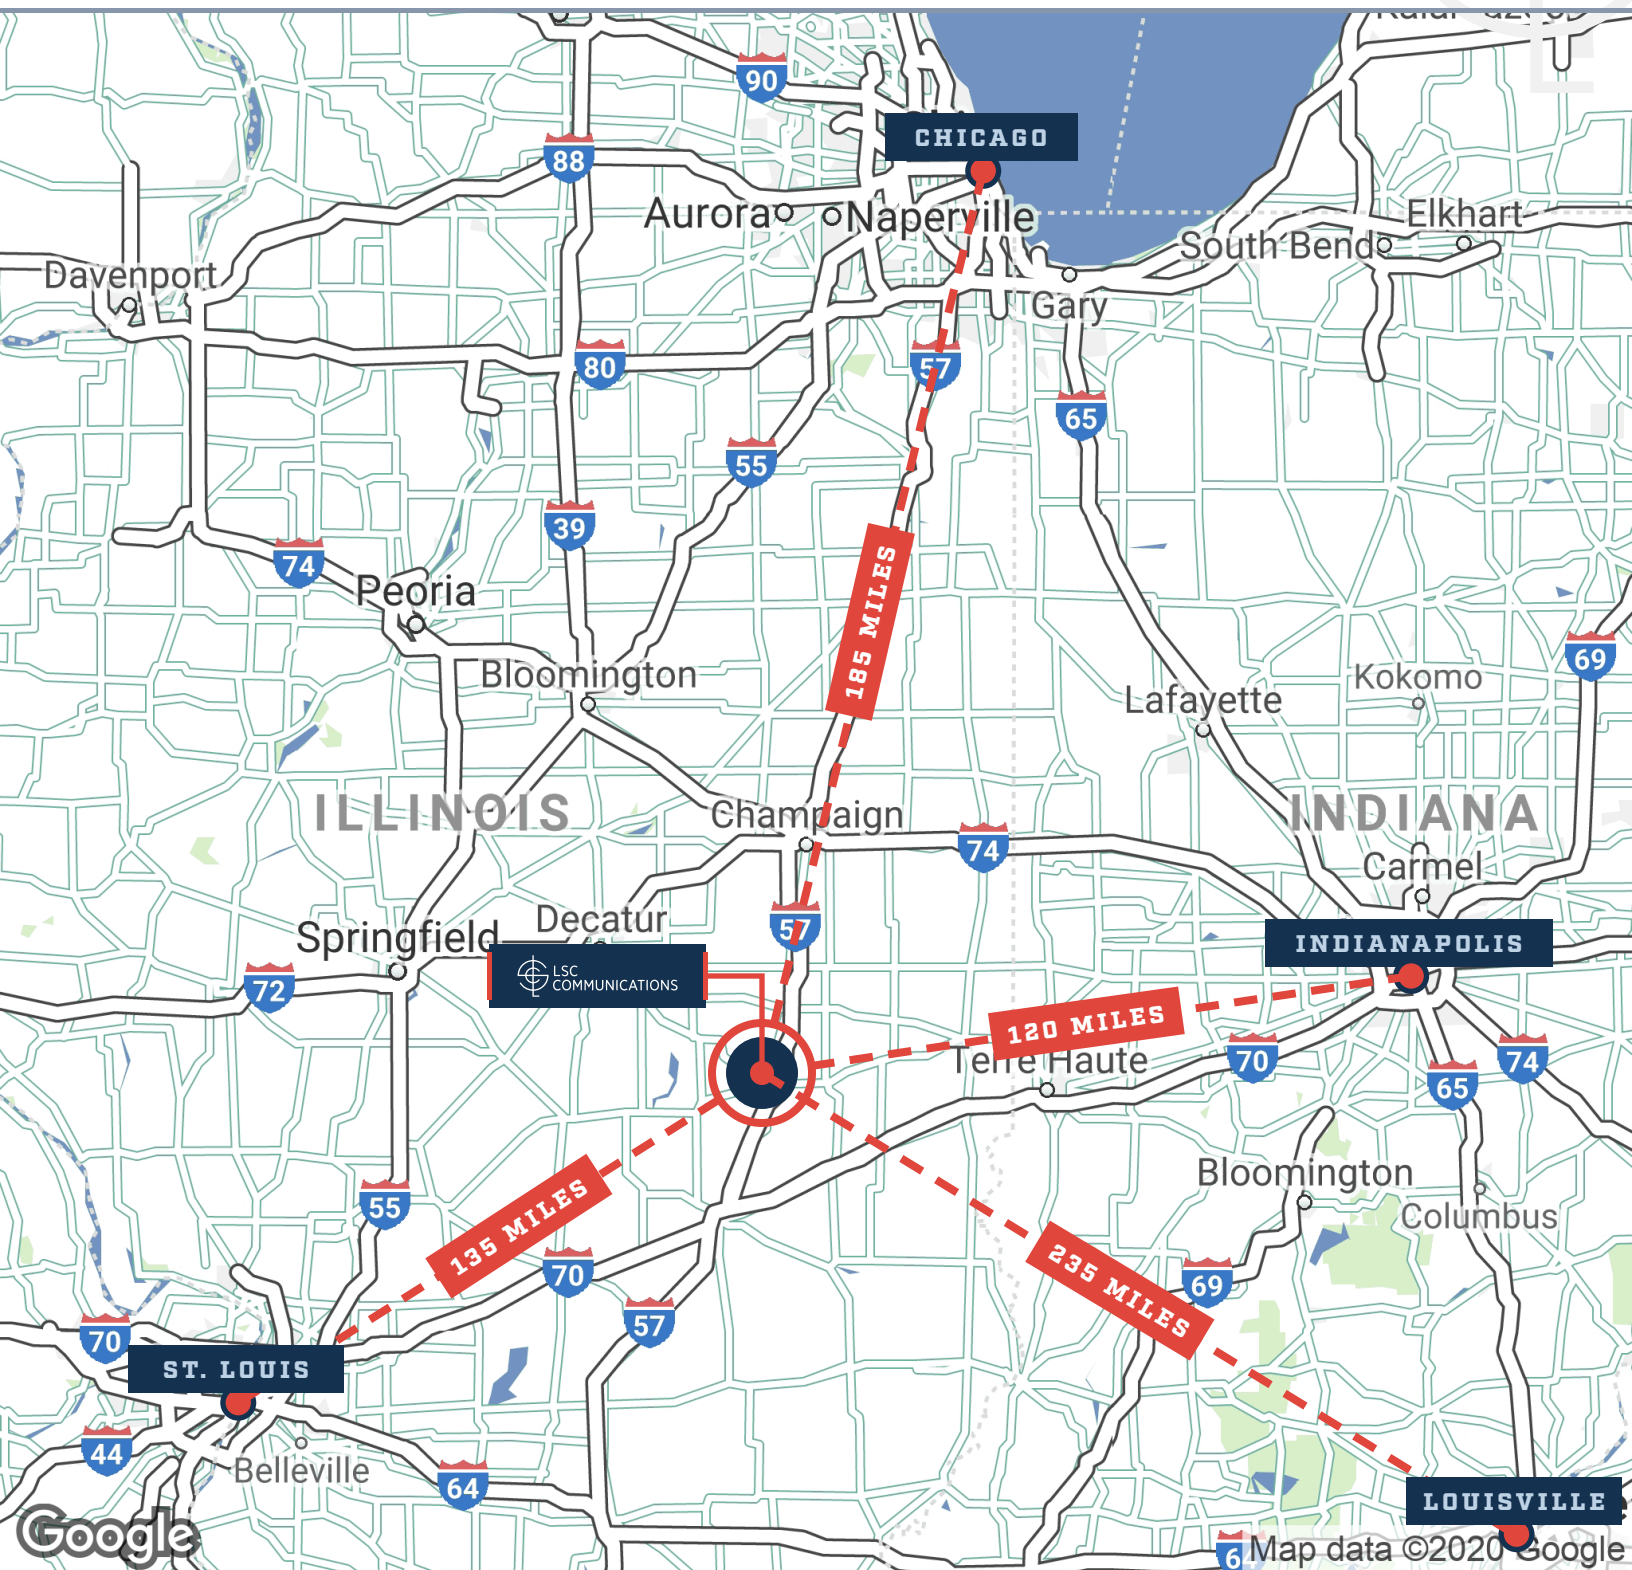 90
CHICAGO
88
Aurora
Naperville
Elkhart
South Bend
Davenport
Gary
80
57
65
55
39
74
Peoria
185 MILES
69
Bloomington
Kokomo
Lafayette
ILLINOIS
INDIANA
Champaign
74
Carmel
Decatur
57
Springfield
INDIANAPOLIS
LSC
COMMUNICATIONS
72
120 MILES
Terre Haute
70
74
65
Bloomington
55
135 MILES
Columbus
235 MILES
70
69
57
70
ST. LOUIS
44
Belleville
64
LOUISVILLE
Google
Map data ©2020 Google